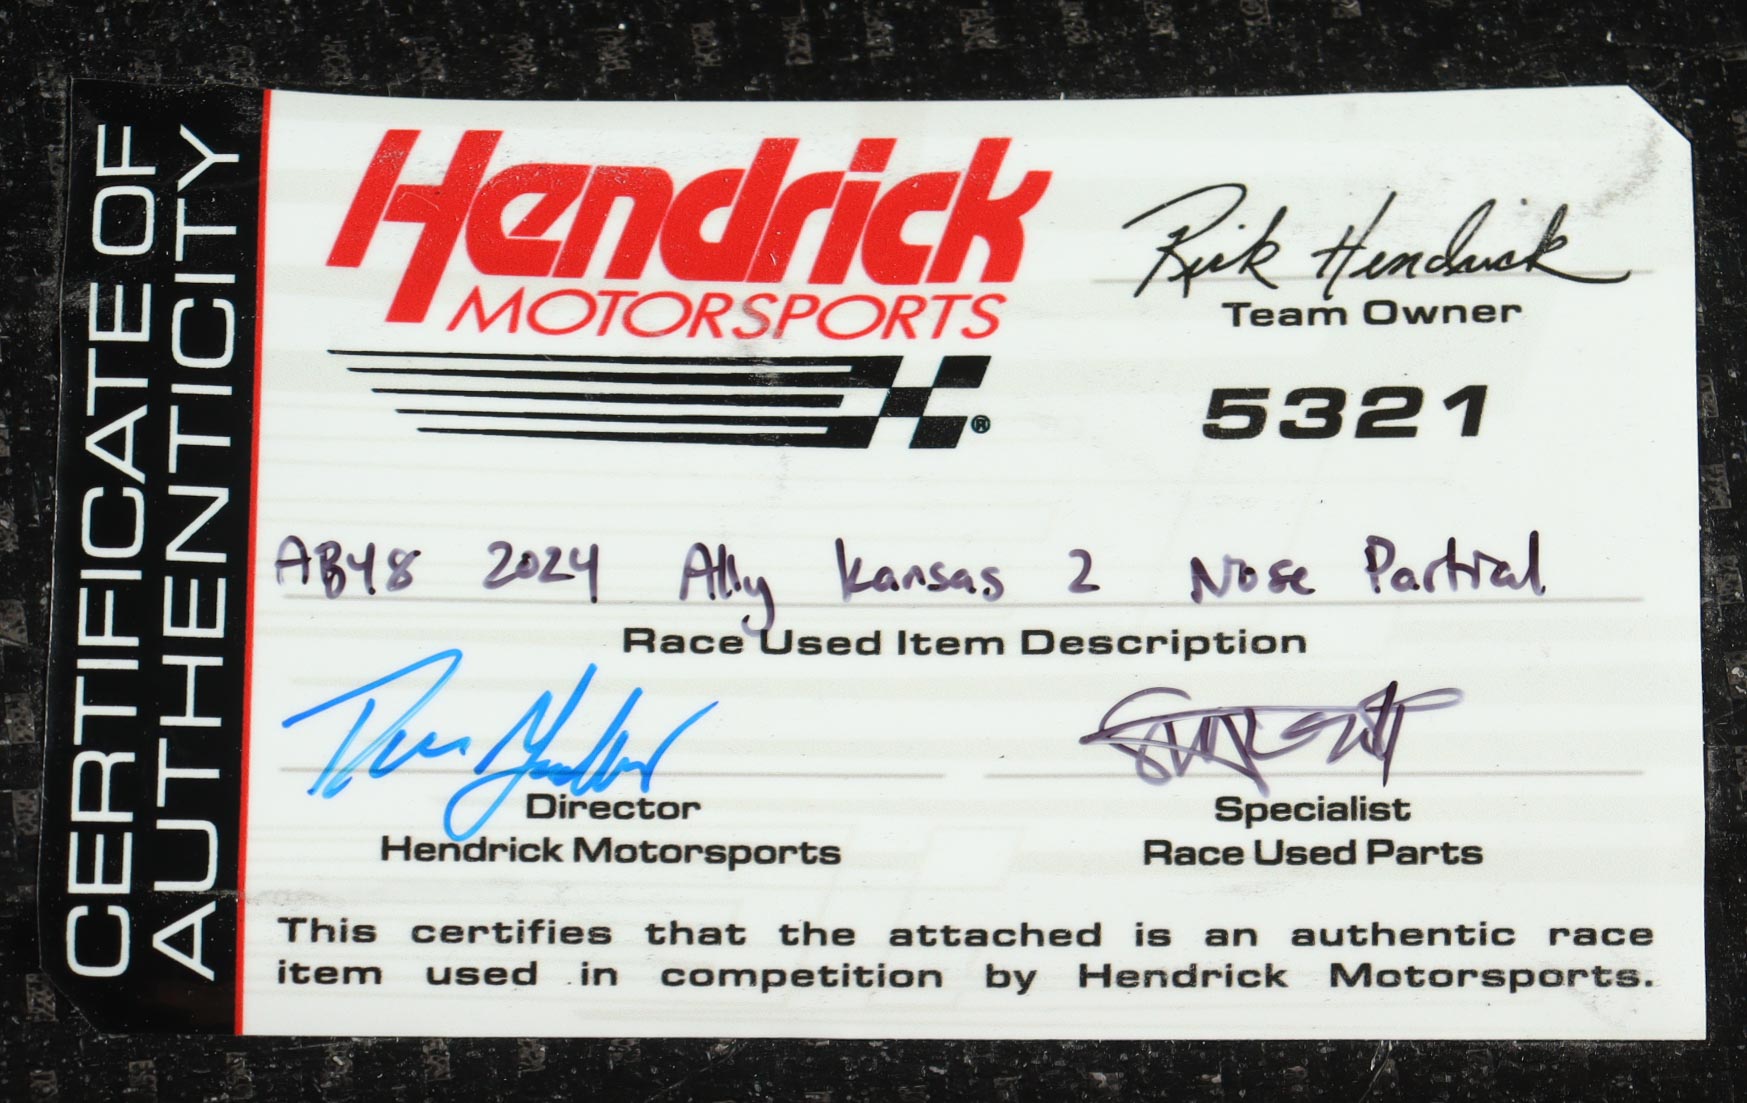 CERTIFICATE OF
AUTHENTICITY
Hendrick
MOTORSPORTS
®
Rick Hendrick
Team Owner
5321
AB48 2024 Ally Kansas 2 Nose Partial
Race Used Item Description
Director
Hendrick Motorsports
Specialist
Race Used Parts
This certifies that the attached is an authentic race
item used in competition by Hendrick Motorsports.